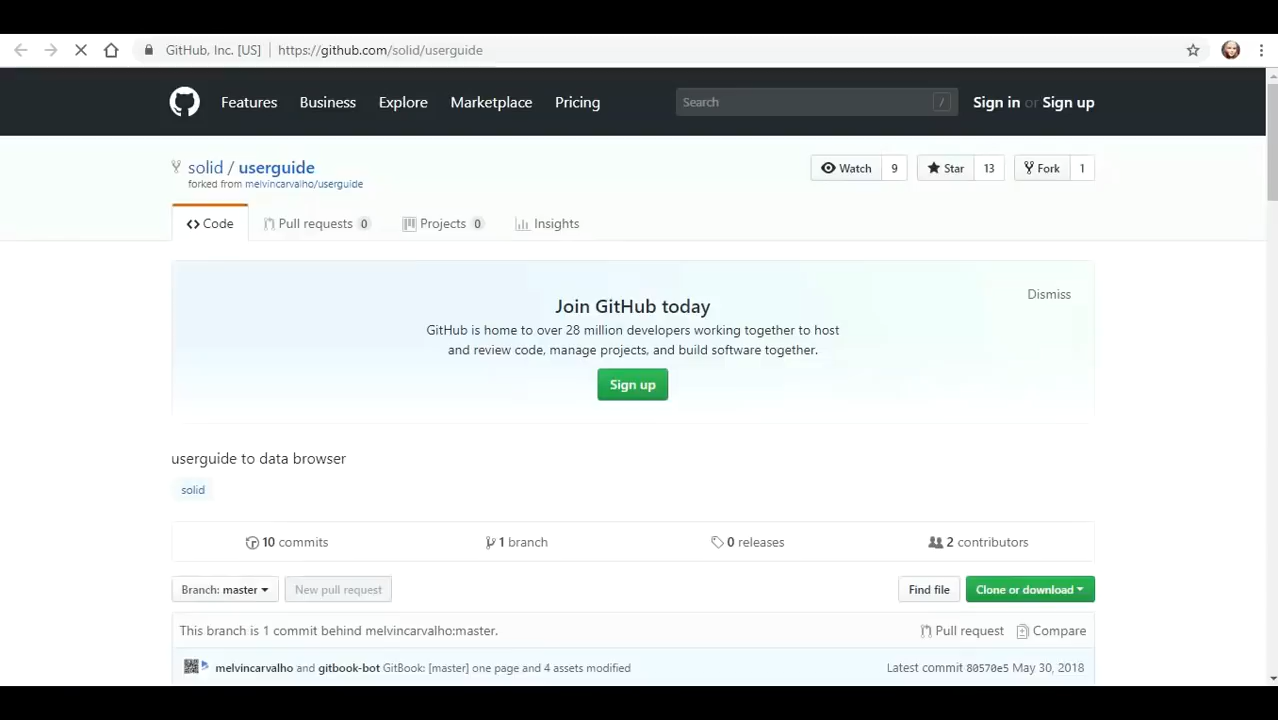 GitHub, Inc. [US] https://github.com/solid/userguide
Features Business Explore Marketplace Pricing Search / Sign in or Sign up
solid / userguide
forked from melvincarvalho/userguide
Watch 9 Star 13 Fork 1
Code Pull requests 0 Projects 0 Insights
Dismiss
Join GitHub today
GitHub is home to over 28 million developers working together to host
and review code, manage projects, and build software together.
Sign up
userguide to data browser
solid
10 commits 1 branch 0 releases 2 contributors
Branch: master New pull request Find file Clone or download
This branch is 1 commit behind melvincarvalho:master. Pull request Compare
melvincarvalho and gitbook-bot GitBook: [master] one page and 4 assets modified Latest commit 80570e5 May 30, 2018